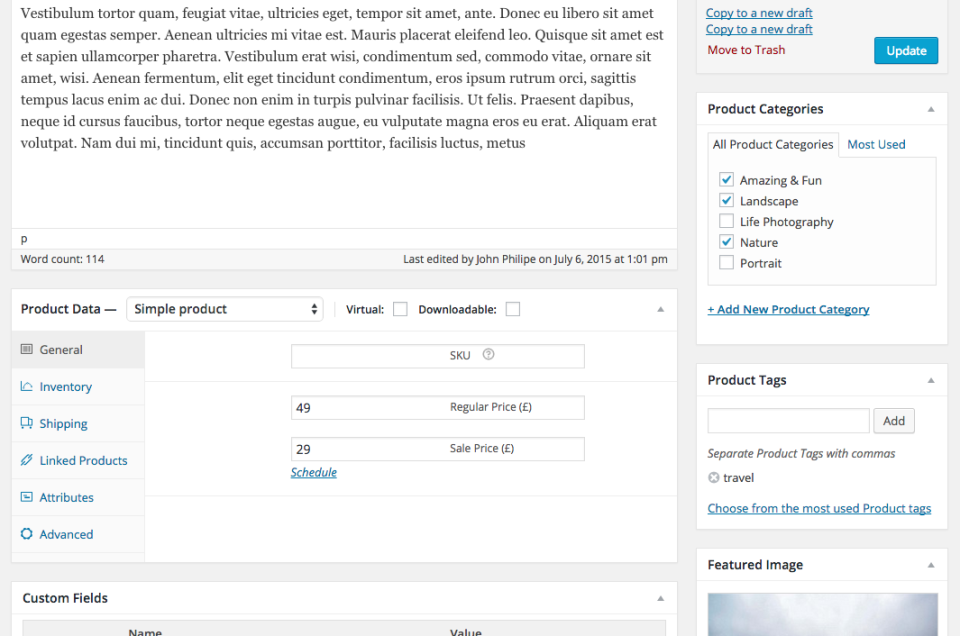 Vestibulum tortor quam, feugiat vitae, ultricies eget, tempor sit amet, ante. Donec eu libero sit amet
quam egestas semper. Aenean ultricies mi vitae est. Mauris placerat eleifend leo. Quisque sit amet est
et sapien ullamcorper pharetra. Vestibulum erat wisi, condimentum sed, commodo vitae, ornare sit
amet, wisi. Aenean fermentum, elit eget tincidunt condimentum, eros ipsum rutrum orci, sagittis
tempus lacus enim ac dui. Donec non enim in turpis pulvinar facilisis. Ut felis. Praesent dapibus,
neque id cursus faucibus, tortor neque egestas augue, eu vulputate magna eros eu erat. Aliquam erat
volutpat. Nam dui mi, tincidunt quis, accumsan porttitor, facilisis luctus, metus
p
Word count: 114
Last edited by John Philipe on July 6, 2015 at 1:01 pm
Product Data —
Simple product
Virtual:
Downloadable:
General
Inventory
Shipping
Linked Products
Attributes
Advanced
SKU ?
49 Regular Price (£)
29 Sale Price (£)
Schedule
Custom Fields
Name Value
Copy to a new draft
Copy to a new draft
Move to Trash
Update
Product Categories
All Product Categories
Most Used
Amazing & Fun
Landscape
Life Photography
Nature
Portrait
+ Add New Product Category
Product Tags
Add
Separate Product Tags with commas
travel
Choose from the most used Product tags
Featured Image